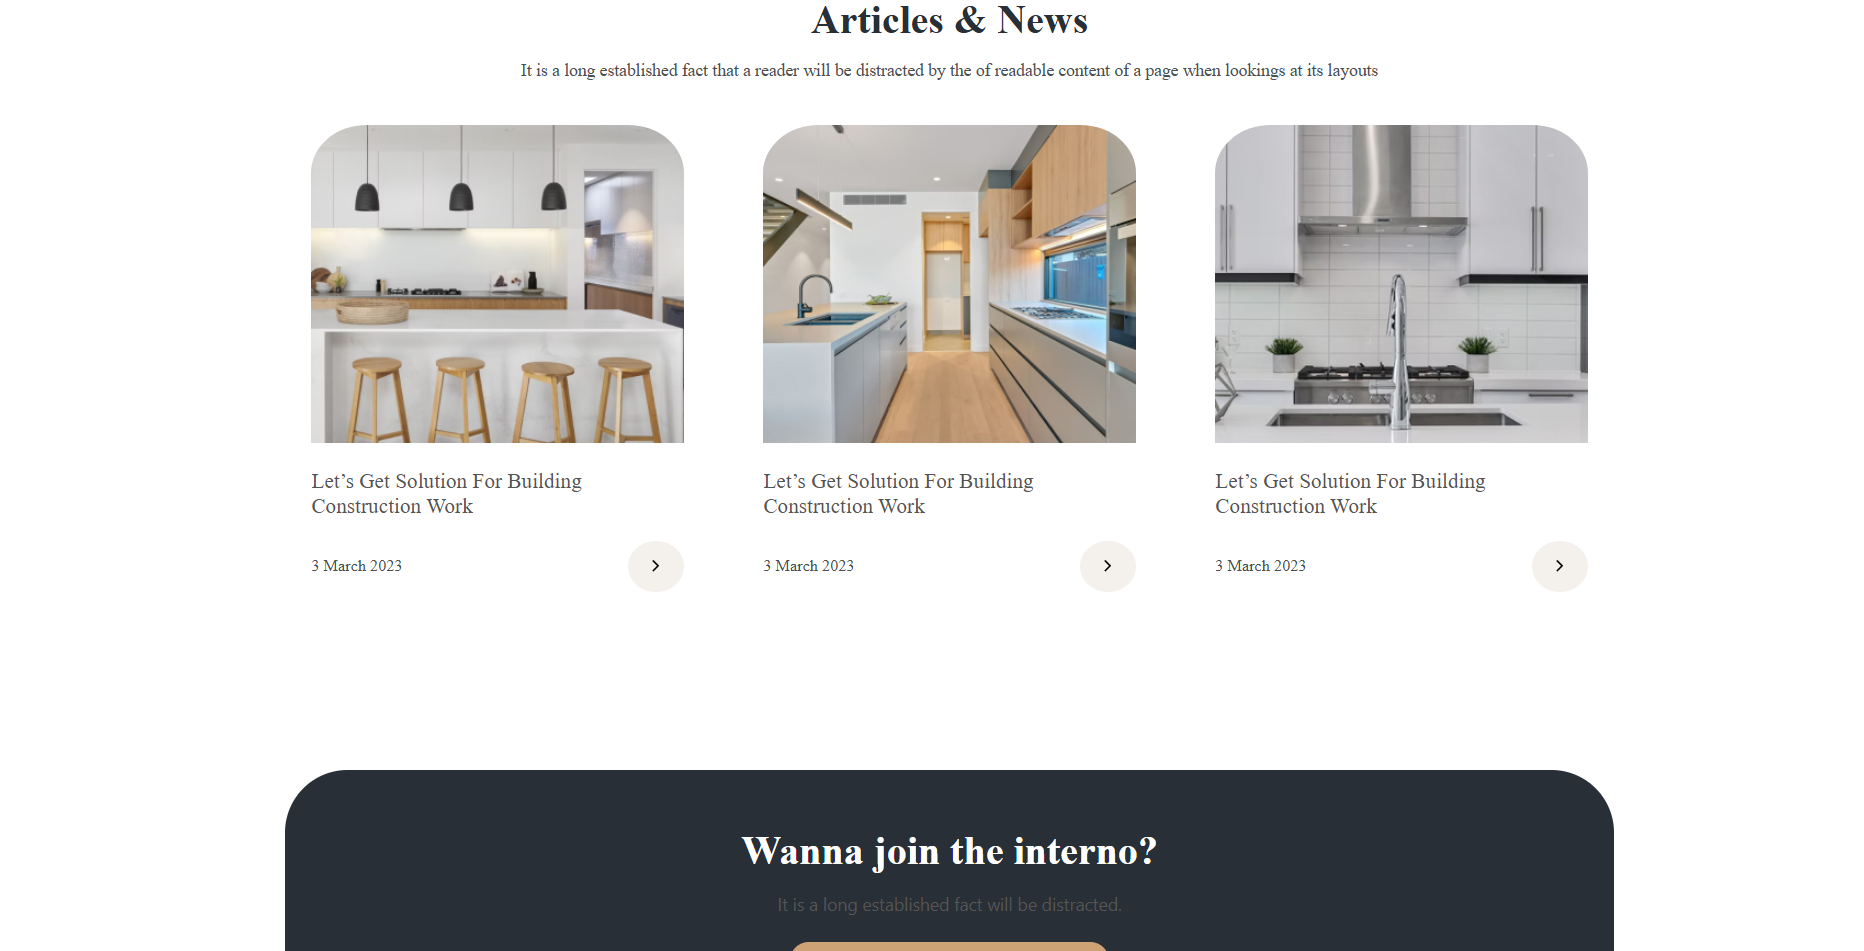 Articles & News
It is a long established fact that a reader will be distracted by the of readable content of a page when lookings at its layouts
Let’s Get Solution For Building
Construction Work
3 March 2023
Let’s Get Solution For Building
Construction Work
3 March 2023
Let’s Get Solution For Building
Construction Work
3 March 2023
Wanna join the interno?
It is a long established fact will be distracted.